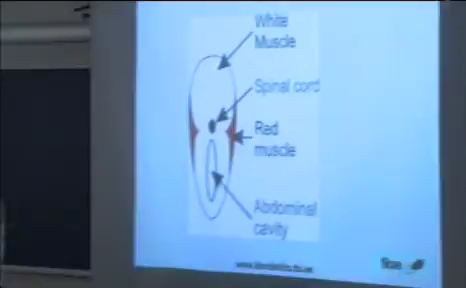 White
Muscle
Spinal cord
Red
muscle
Abdominal
cavity